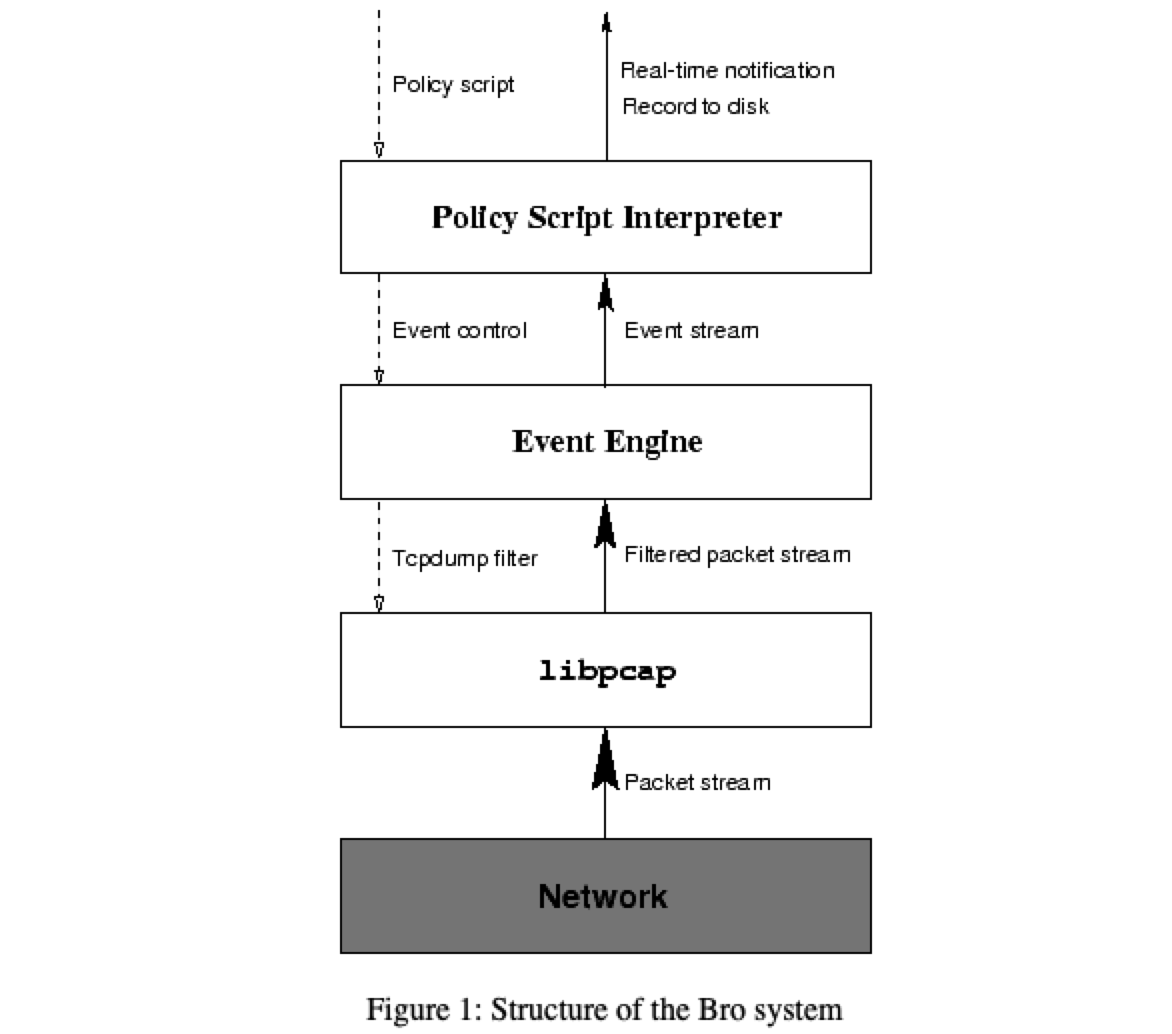 Policy script
Real-time notification
Record to disk
Policy Script Interpreter
Event control
Event stream
Event Engine
Tcpdump filter
Filtered packet stream
libpcap
Packet stream
Network
Figure 1: Structure of the Bro system